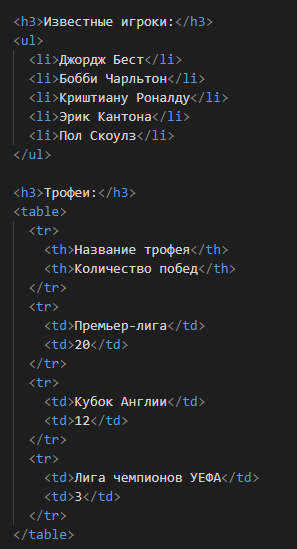 <h3>Известные игроки:</h3>
<ul>
<li>Джордж Бест</li>
<li>Бобби Чарльтон</li>
<li>Криштиану Роналду</li>
<li>Эрик Кантона</li>
<li>Пол Скоулз</li>
</ul>
<h3>Трофеи:</h3>
<table>
<tr>
<th>Название трофея</th>
<th>Количество побед</th>
</tr>
<tr>
<td>Премьер-лига</td>
<td>20</td>
</tr>
<tr>
<td>Кубок Англии</td>
<td>12</td>
</tr>
<tr>
<td>Лига чемпионов УЕФА</td>
<td>3</td>
</tr>
</table>